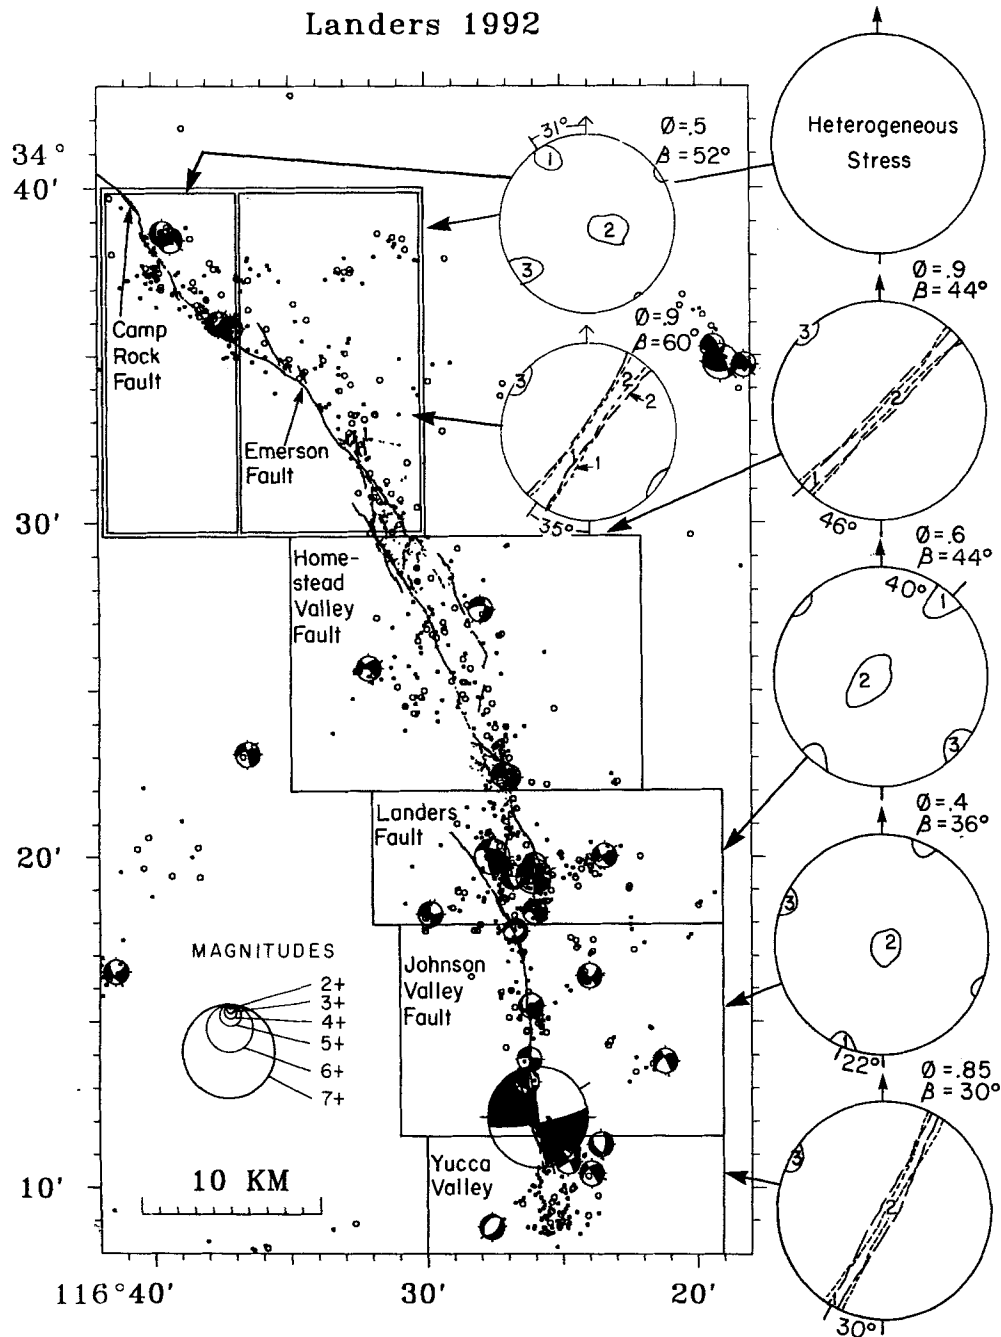 Landers 1992
Heterogeneous
Stress
31°
Ø=.5
β=52°
1
2
3
34°
40'
Camp
Rock
Fault
Emerson
Fault
Ø=.9
β=60°
3
2
2
1
35°
Ø=.9
β=44°
3
2
1
46°
30'
Home-
stead
Valley
Fault
Ø=.6
β=44°
40°
1
2
3
Landers
Fault
20'
Ø=.4
β=36°
3
2
1
22°
Johnson
Valley
Fault
MAGNITUDES
2+
3+
4+
5+
6+
7+
Ø=.85
β=30°
3
2
1
30°
Yucca
Valley
10 KM
10'
116°40'
30'
20'